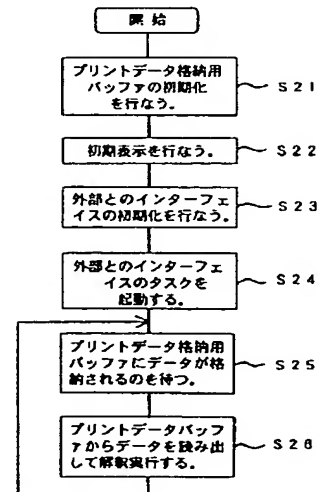 開 始
プリントデータ格納用
バッファの初期化
を行なう。
S21
初期表示を行なう。
S22
外部とのインターフェ
イスの初期化を行なう。
S23
外部とのインターフェ
イスのタスクを
起動する。
S24
プリントデータ格納用
バッファにデータが格
納されるのを待つ。
S25
プリントデータバッフ
ァからデータを読み出
して解釈実行する。
S26